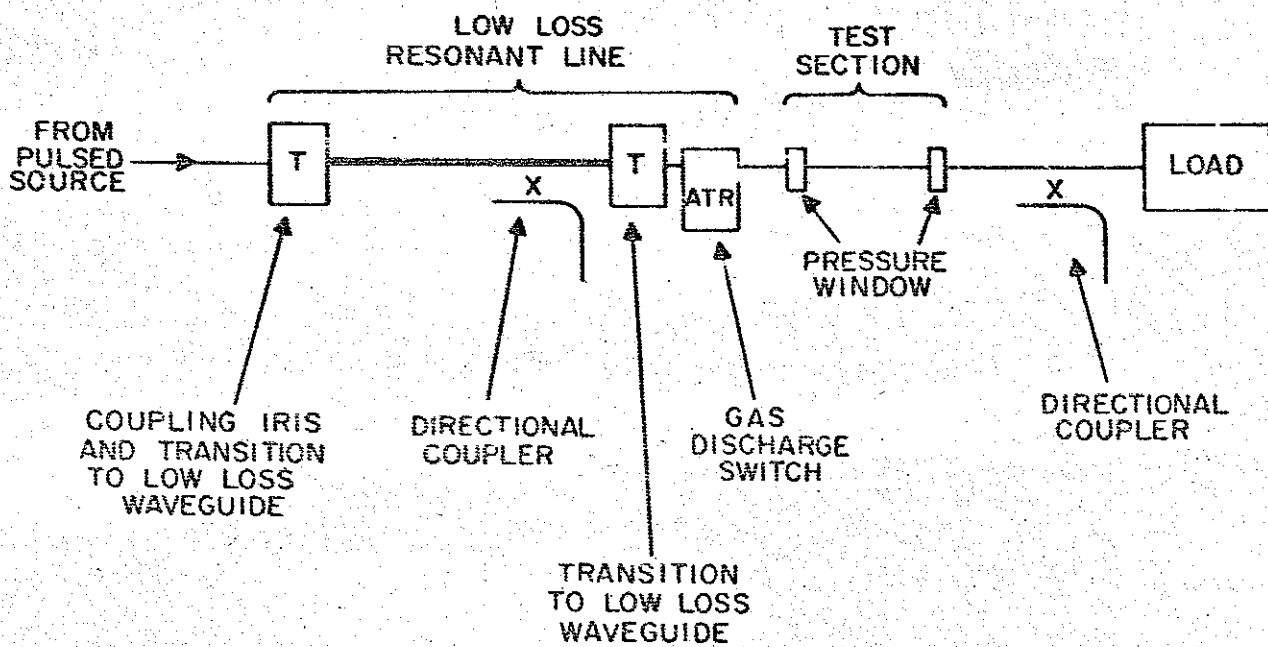 LOW LOSS
RESONANT LINE
TEST
SECTION
FROM
PULSED
SOURCE
T
T
ATR
X
X
LOAD
PRESSURE
WINDOW
COUPLING IRIS
AND TRANSITION
TO LOW LOSS
WAVEGUIDE
DIRECTIONAL
COUPLER
GAS
DISCHARGE
SWITCH
DIRECTIONAL
COUPLER
TRANSITION
TO LOW LOSS
WAVEGUIDE